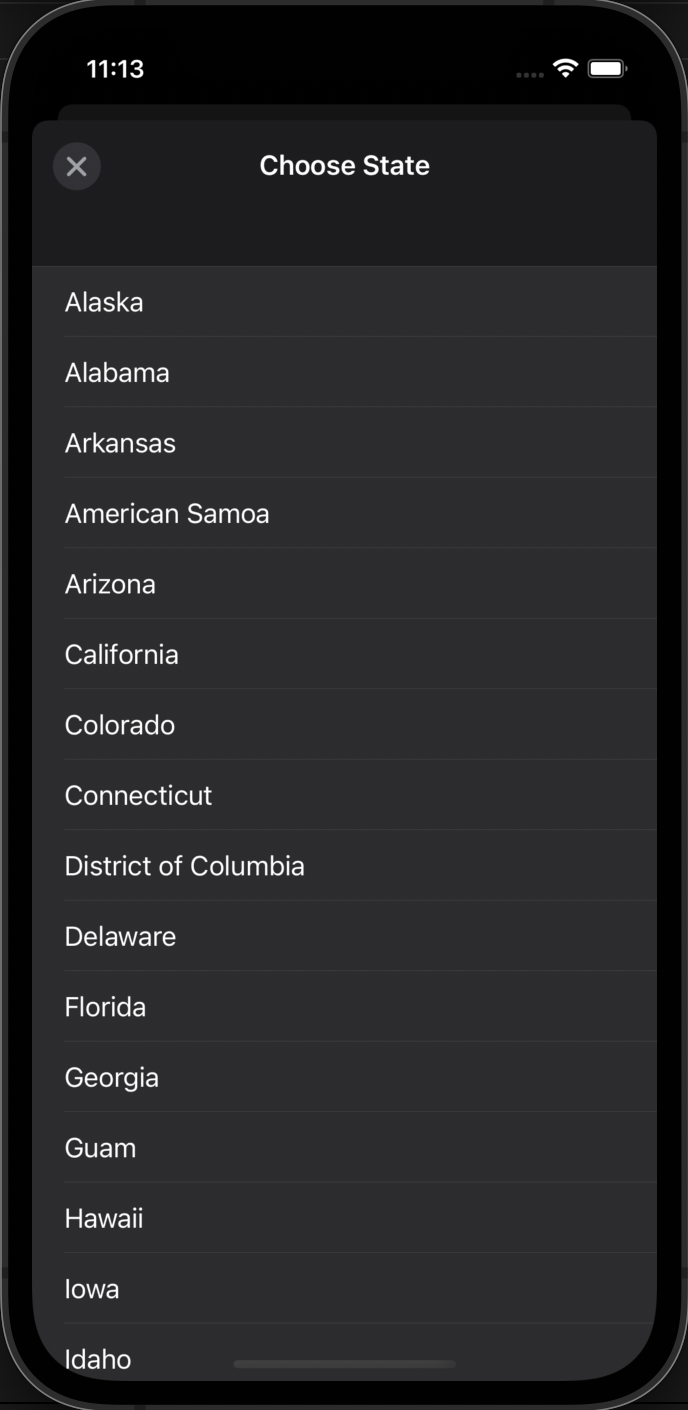 11:13
Choose State
Alaska
Alabama
Arkansas
American Samoa
Arizona
California
Colorado
Connecticut
District of Columbia
Delaware
Florida
Georgia
Guam
Hawaii
Iowa
Idaho